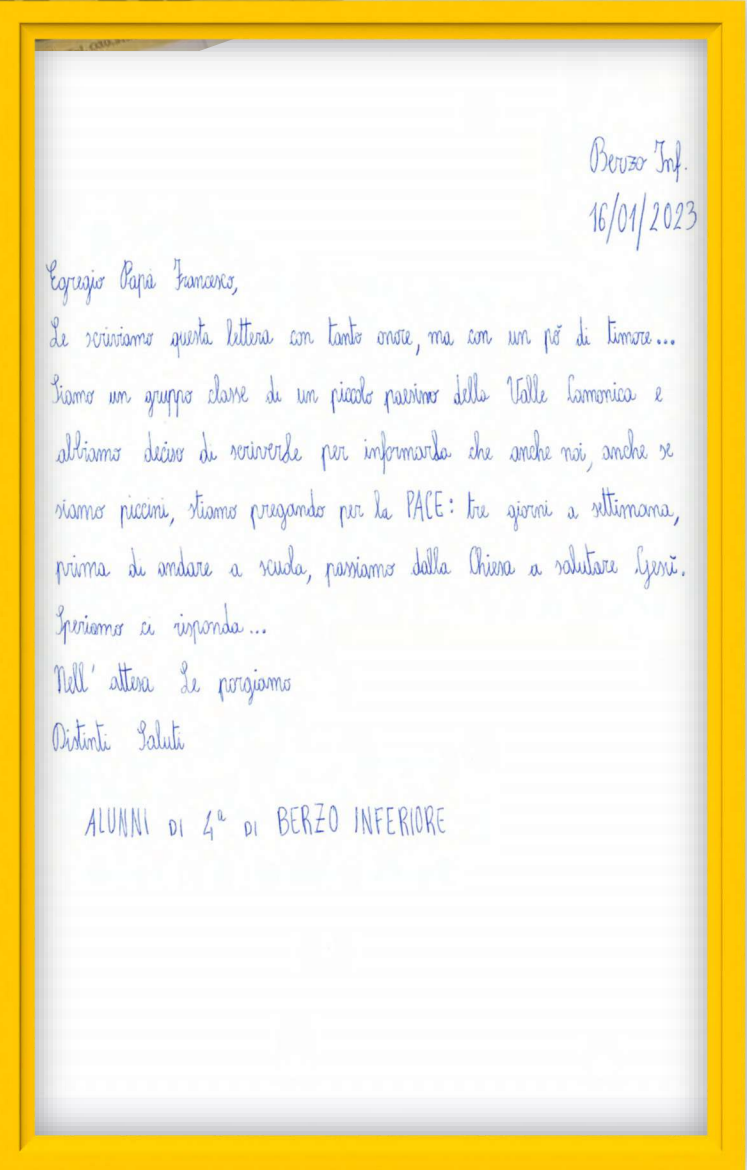 Berzo Inf.
16/01/2023
Egregio Papà Francesco,
Le scriviamo questa lettera con tanto onore, ma con un pò di timore...
Siamo un gruppo classe di un piccolo paesino della Valle Camonica e
abbiamo deciso di scriverLe per informarLa che anche noi, anche se
siamo piccini, stiamo pregando per la PACE: tre giorni a settimana,
prima di andare a scuola, passiamo dalla Chiesa a salutare Gesù.
Speriamo ci risponda...
Nell' attesa Le porgiamo
Distinti Saluti
ALUNNI DI 4ª DI BERZO INFERIORE